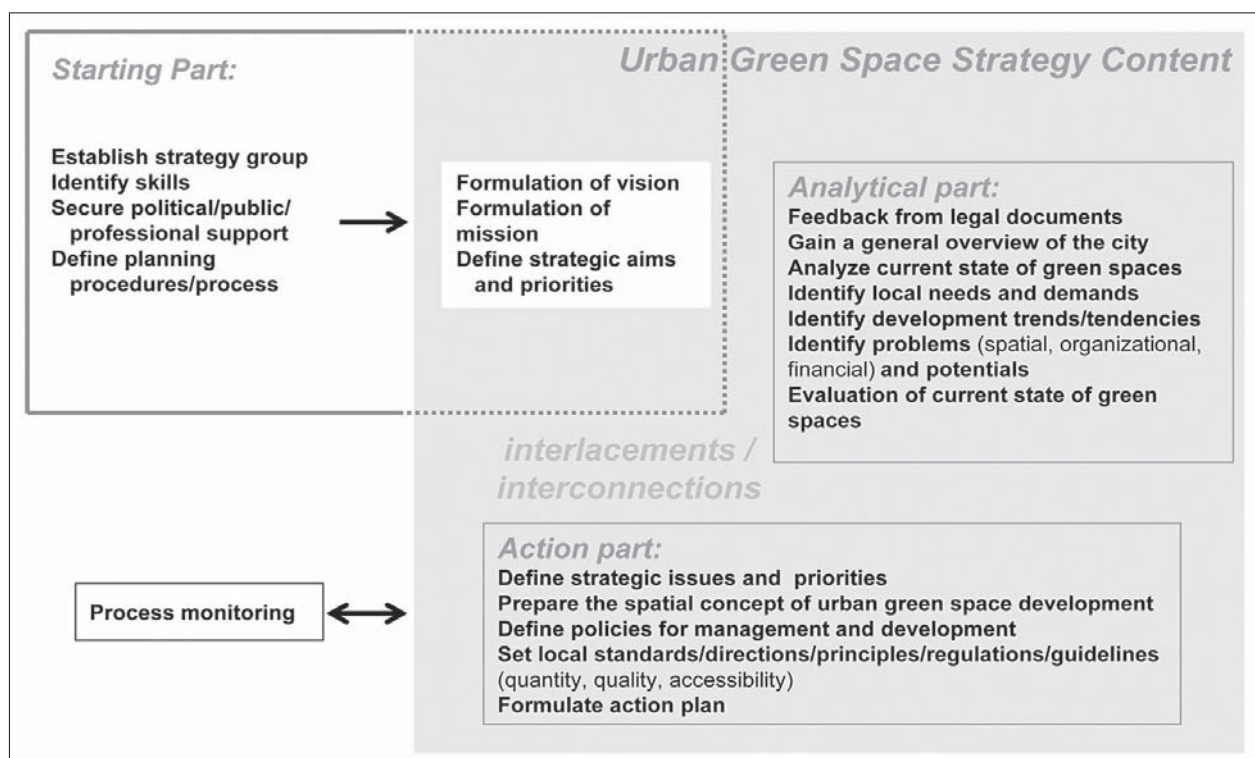 Urban Green Space Strategy Content
Starting Part:
Establish strategy group
Identify skills
Secure political/public/
professional support
Define planning
procedures/process
Formulation of vision
Formulation of
mission
Define strategic aims
and priorities
Analytical part:
Feedback from legal documents
Gain a general overview of the city
Analyze current state of green spaces
Identify local needs and demands
Identify development trends/tendencies
Identify problems (spatial, organizational,
financial) and potentials
Evaluation of current state of green
spaces
interlacements /
interconnections
Action part:
Define strategic issues and priorities
Prepare the spatial concept of urban green space development
Define policies for management and development
Set local standards/directions/principles/regulations/guidelines
(quantity, quality, accessibility)
Formulate action plan
Process monitoring